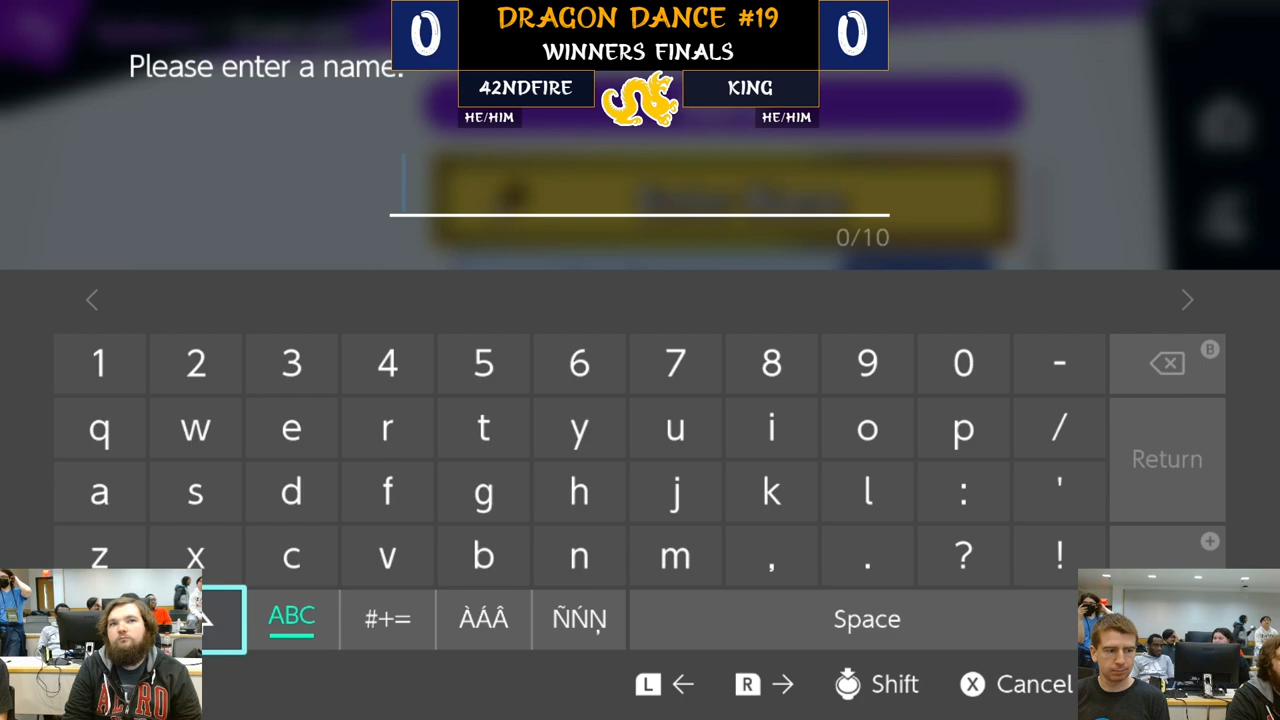 0
DRAGON DANCE #19
0
WINNERS FINALS
Please enter a name.
42NDFIRE
KING
HE/HIM
HE/HIM
0/10
1 2 3 4 5 6 7 8 9 0 -
B
q w e r t y u i o p /
Return
a s d f g h j k l : '
z x c v b n m , . ? !
ABC #+= ÀÁÂ ÑŃŅ Space
L ← R → Shift X Cancel